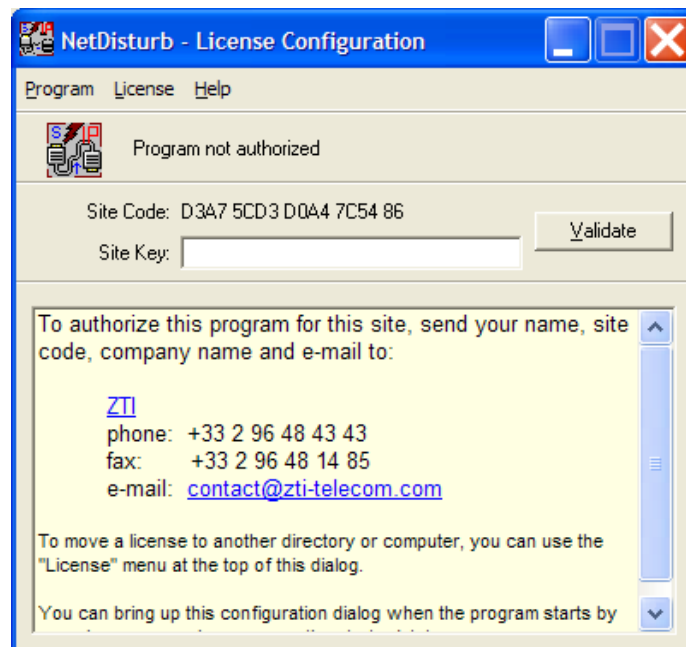 NetDisturb - License Configuration
Program License Help
Program not authorized
Site Code: D3A7 5CD3 D0A4 7C54 86
Validate
Site Key:
To authorize this program for this site, send your name, site
code, company name and e-mail to:
ZTI
phone: +33 2 96 48 43 43
fax: +33 2 96 48 14 85
e-mail: contact@zti-telecom.com
To move a license to another directory or computer, you can use the
"License" menu at the top of this dialog.
You can bring up this configuration dialog when the program starts by